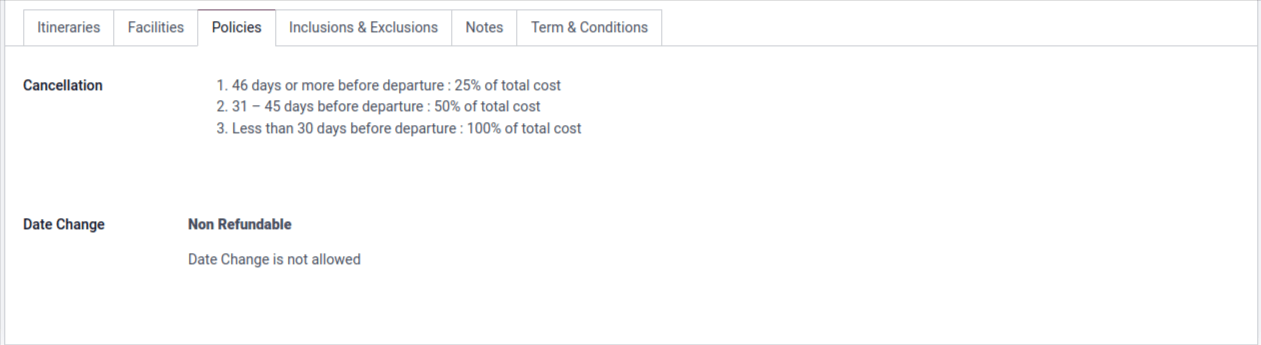 Itineraries Facilities Policies Inclusions & Exclusions Notes Term & Conditions
Cancellation 1. 46 days or more before departure : 25% of total cost
2. 31 – 45 days before departure : 50% of total cost
3. Less than 30 days before departure : 100% of total cost
Date Change Non Refundable
Date Change is not allowed